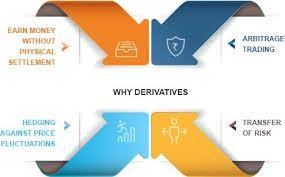 EARN MONEY
WITHOUT
PHYSICAL
SETTLEMENT
ARBITRAGE
TRADING
WHY DERIVATIVES
HEDGING
AGAINST PRICE
FLUCTUATIONS
TRANSFER
OF RISK
₹